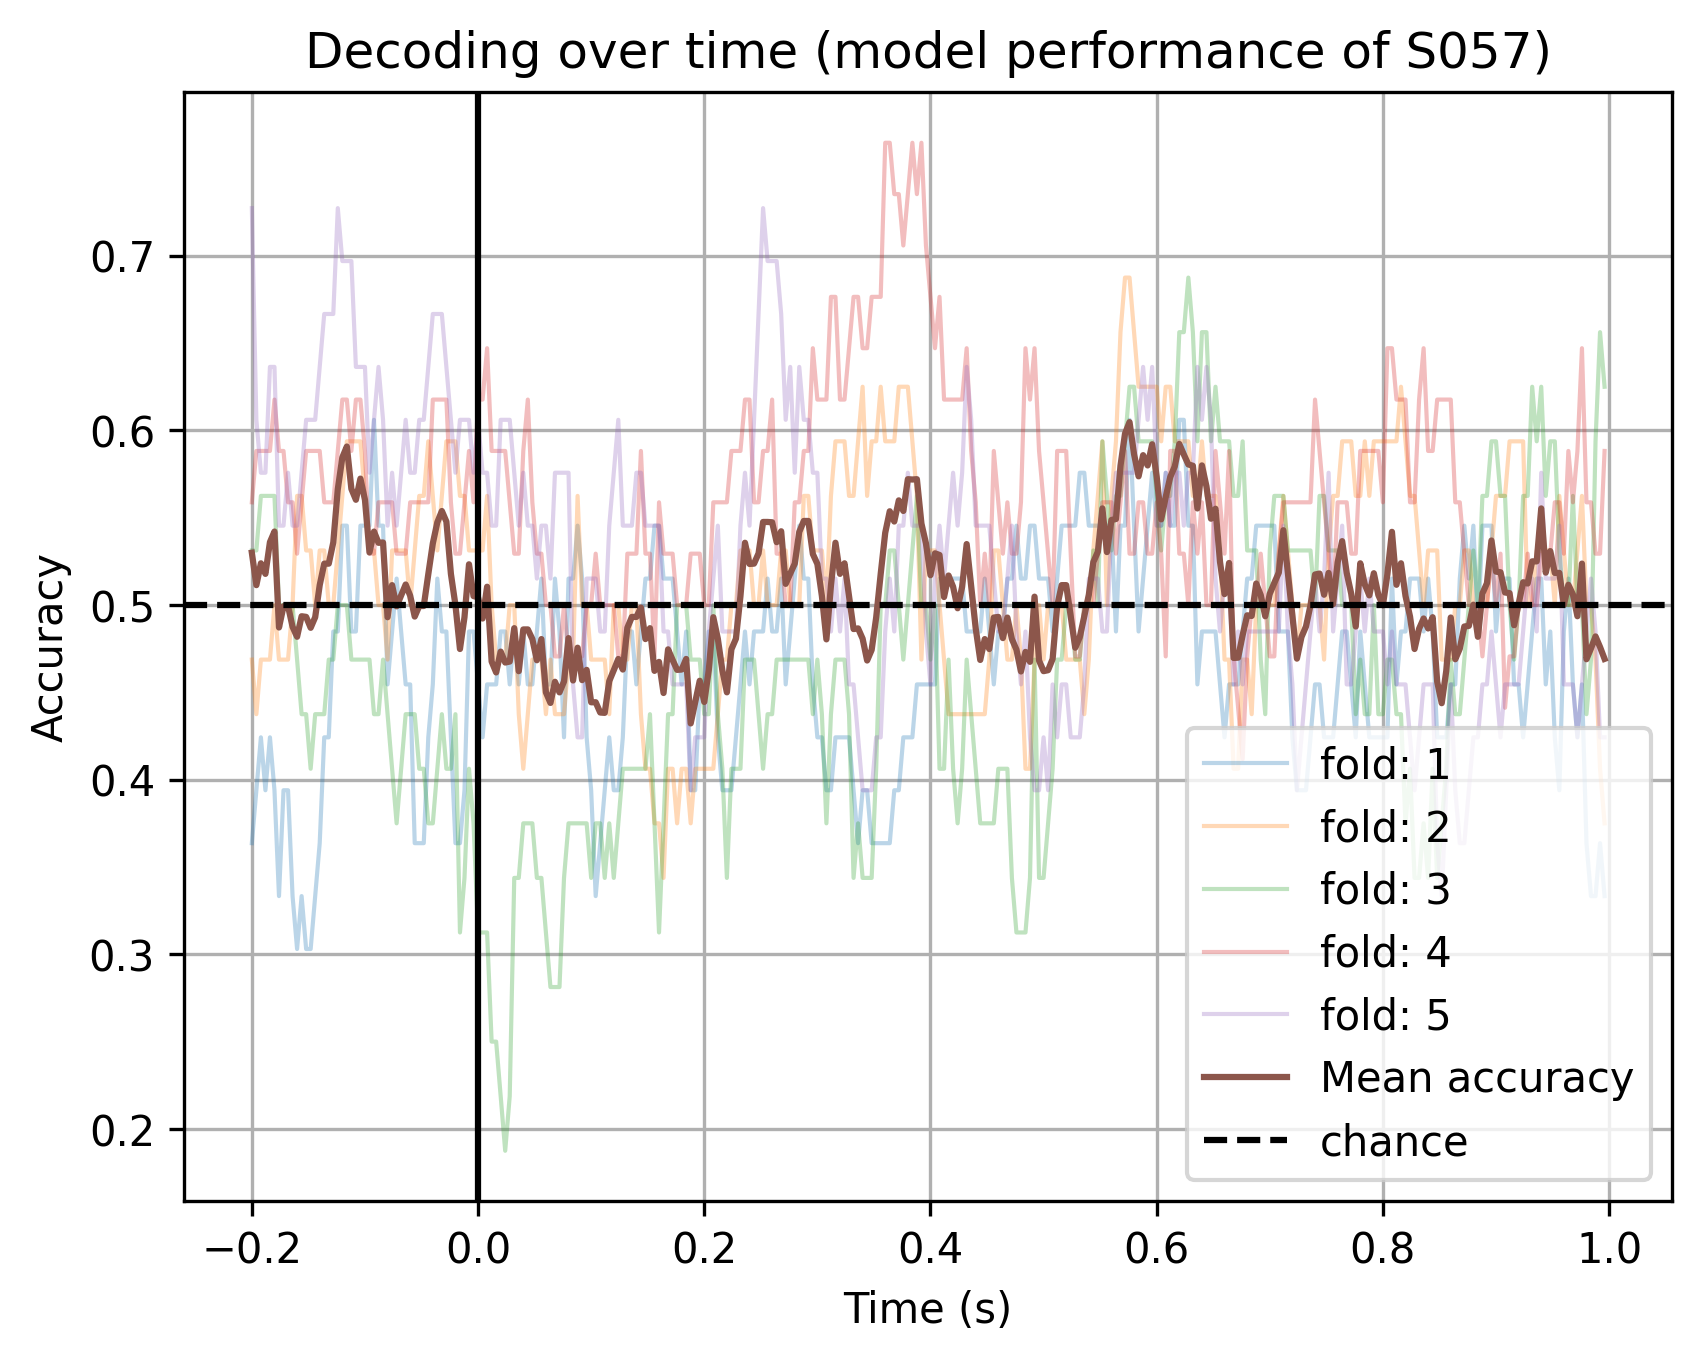 Decoding over time (model performance of S057)
Accuracy
0.7
0.6
0.5
0.4
0.3
0.2
fold: 1
fold: 2
fold: 3
fold: 4
fold: 5
Mean accuracy
chance
−0.2 0.0 0.2 0.4 0.6 0.8 1.0
Time (s)